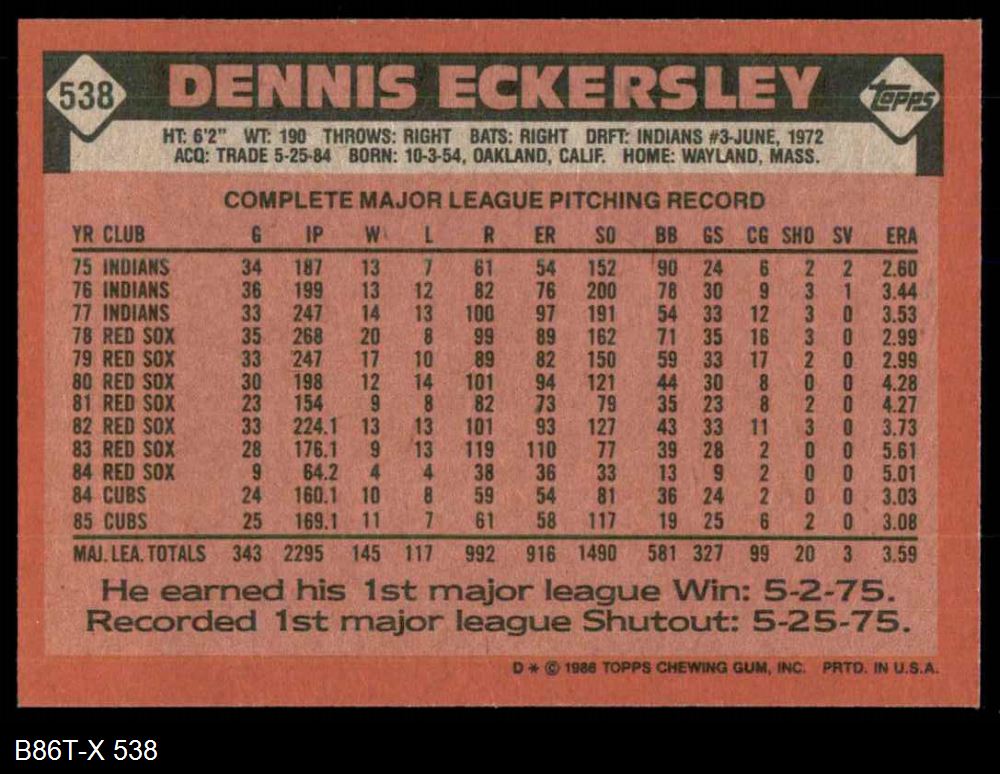 538 DENNIS ECKERSLEY Topps
HT: 6'2" WT: 190 THROWS: RIGHT BATS: RIGHT DRFT: INDIANS #3-JUNE, 1972
ACQ: TRADE 5-25-84 BORN: 10-3-54, OAKLAND, CALIF. HOME: WAYLAND, MASS.
COMPLETE MAJOR LEAGUE PITCHING RECORD
YR CLUB G IP W L R ER SO BB GS CG SHO SV ERA
75 INDIANS 34 187 13 7 61 54 152 90 24 6 2 2 2.60
76 INDIANS 36 199 13 12 82 76 200 78 30 9 3 1 3.44
77 INDIANS 33 247 14 13 100 97 191 54 33 12 3 0 3.53
78 RED SOX 35 268 20 8 99 89 162 71 35 16 3 0 2.99
79 RED SOX 33 247 17 10 89 82 150 59 33 17 2 0 2.99
80 RED SOX 30 198 12 14 101 94 121 44 30 8 0 0 4.28
81 RED SOX 23 154 9 8 82 73 79 35 23 8 2 0 4.27
82 RED SOX 33 224.1 13 13 101 93 127 43 33 11 3 0 3.73
83 RED SOX 28 176.1 9 13 119 110 77 39 28 2 0 0 5.61
84 RED SOX 9 64.2 4 4 38 36 33 13 9 2 0 0 5.01
84 CUBS 24 160.1 10 8 59 54 81 36 24 2 0 0 3.03
85 CUBS 25 169.1 11 7 61 58 117 19 25 6 2 0 3.08
MAJ. LEA. TOTALS 343 2295 145 117 992 916 1490 581 327 99 20 3 3.59
He earned his 1st major league Win: 5-2-75.
Recorded 1st major league Shutout: 5-25-75.
D * © 1986 TOPPS CHEWING GUM, INC. PRTD. IN U.S.A.
B86T-X 538